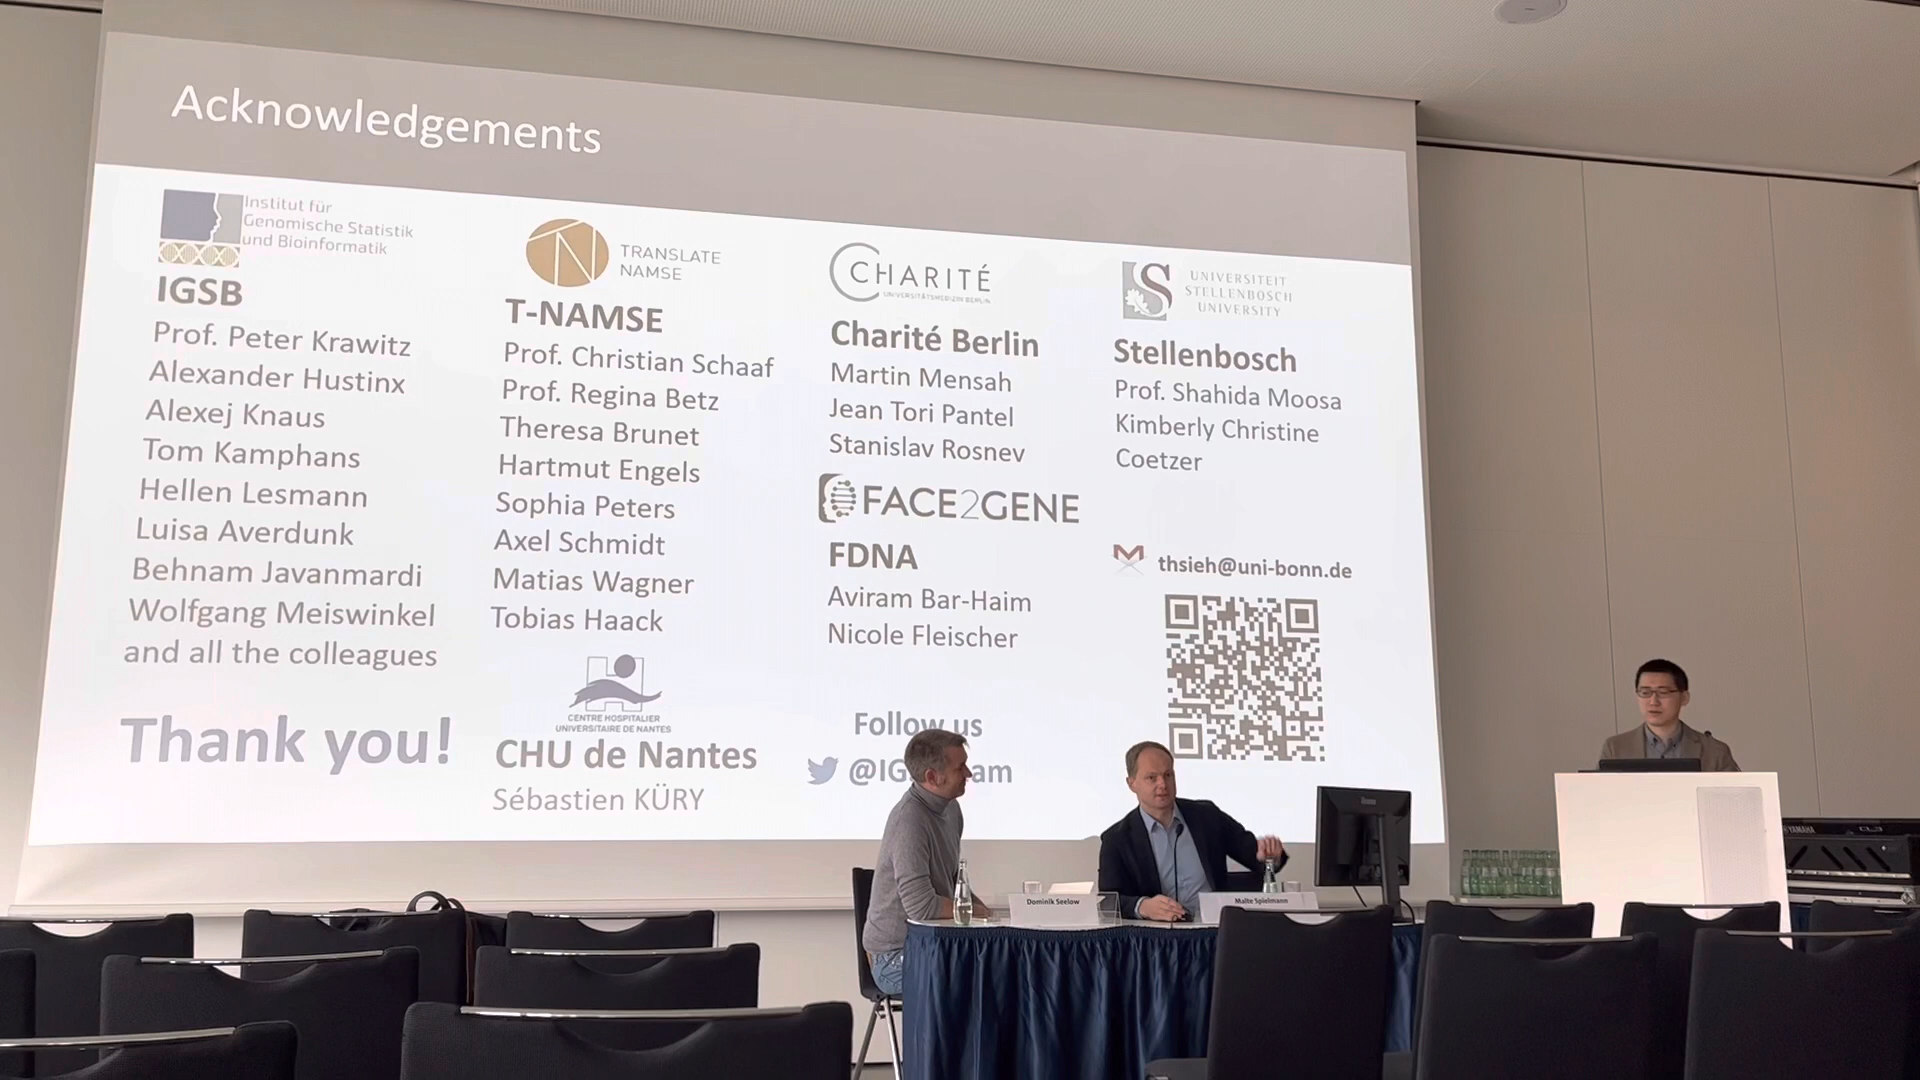 Acknowledgements
Institut für
Genomische Statistik
und Bioinformatik
IGSB
Prof. Peter Krawitz
Alexander Hustinx
Alexej Knaus
Tom Kamphans
Hellen Lesmann
Luisa Averdunk
Behnam Javanmardi
Wolfgang Meiswinkel
and all the colleagues
Thank you!
TRANSLATE
NAMSE
T-NAMSE
Prof. Christian Schaaf
Prof. Regina Betz
Theresa Brunet
Hartmut Engels
Sophia Peters
Axel Schmidt
Matias Wagner
Tobias Haack
CENTRE HOSPITALIER
UNIVERSITAIRE DE NANTES
CHU de Nantes
Sébastien KÜRY
CHARITÉ
UNIVERSITÄTSMEDIZIN BERLIN
Charité Berlin
Martin Mensah
Jean Tori Pantel
Stanislav Rosnev
FACE2GENE
FDNA
Aviram Bar-Haim
Nicole Fleischer
Follow us
UNIVERSITEIT
STELLENBOSCH
UNIVERSITY
Stellenbosch
Prof. Shahida Moosa
Kimberly Christine
Coetzer
thsieh@uni-bonn.de
Dominik Seelow
Malte Spielmann
YAMAHA